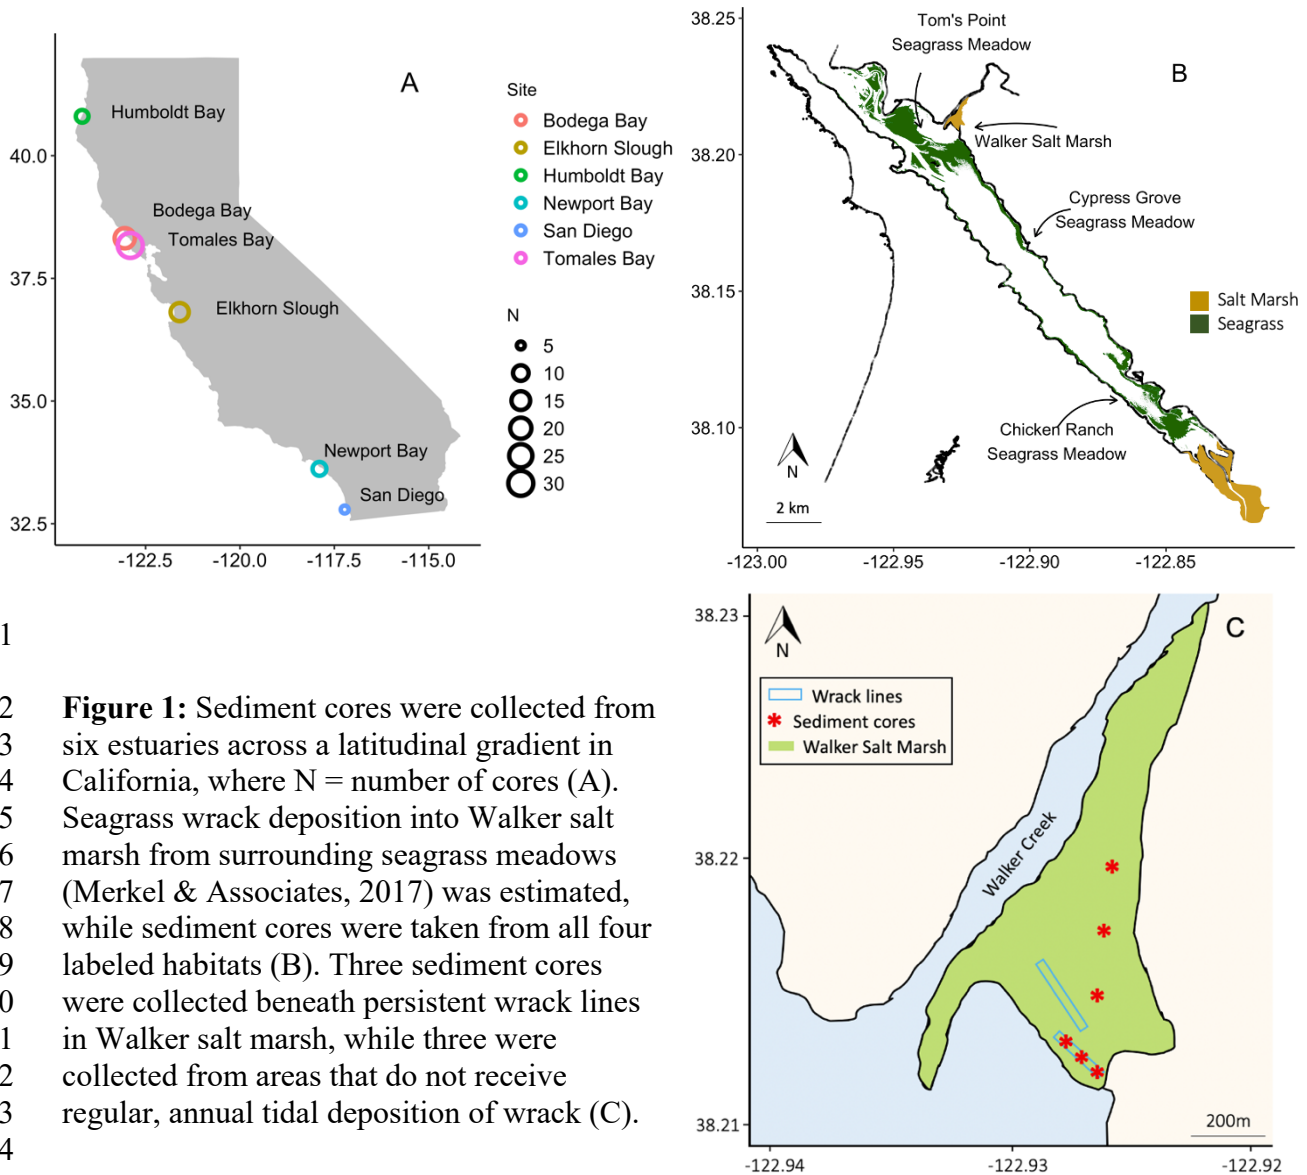 A
Humboldt Bay
Bodega Bay
Tomales Bay
Elkhorn Slough
Newport Bay
San Diego
40.0
37.5
35.0
32.5
-122.5
-120.0
-117.5
-115.0
Site
Bodega Bay
Elkhorn Slough
Humboldt Bay
Newport Bay
San Diego
Tomales Bay
N
5
10
15
20
25
30
B
Tom's Point
Seagrass Meadow
Walker Salt Marsh
Cypress Grove
Seagrass Meadow
Chicken Ranch
Seagrass Meadow
Salt Marsh
Seagrass
N
2 km
38.25
38.20
38.15
38.10
-123.00
-122.95
-122.90
-122.85
1
2 Figure 1: Sediment cores were collected from
3 six estuaries across a latitudinal gradient in
4 California, where N = number of cores (A).
5 Seagrass wrack deposition into Walker salt
6 marsh from surrounding seagrass meadows
7 (Merkel & Associates, 2017) was estimated,
8 while sediment cores were taken from all four
9 labeled habitats (B). Three sediment cores
0 were collected beneath persistent wrack lines
1 in Walker salt marsh, while three were
2 collected from areas that do not receive
3 regular, annual tidal deposition of wrack (C).
4
C
N
Wrack lines
Sediment cores
Walker Salt Marsh
Walker Creek
200m
38.23
38.22
38.21
-122.94
-122.93
-122.92